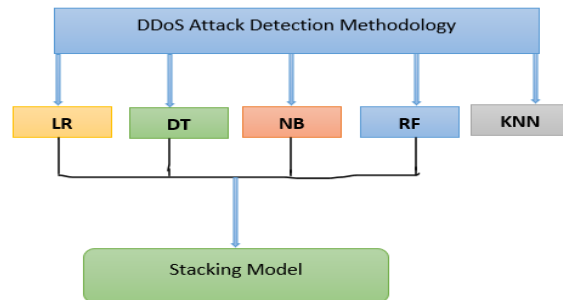 DDoS Attack Detection Methodology
LR
DT
NB
RF
KNN
Stacking Model